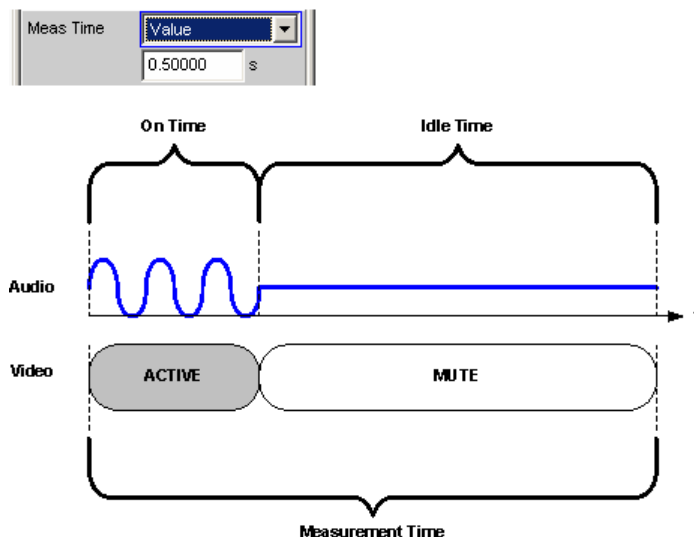 Meas Time Value
0.50000 s
On Time Idle Time
Audio
Video ACTIVE MUTE
Measurement Time